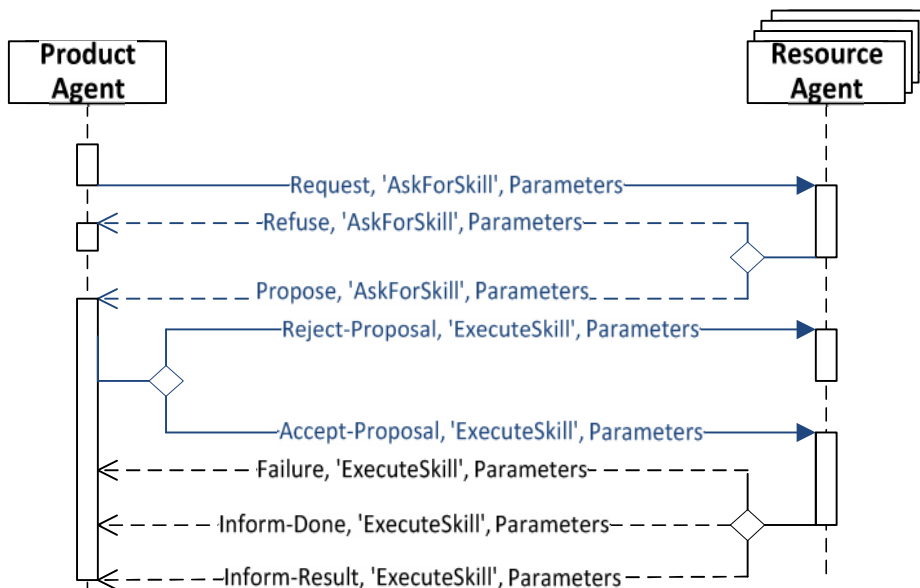 Product
Agent
Resource
Agent
Request, 'AskForSkill', Parameters
Refuse, 'AskForSkill', Parameters
Propose, 'AskForSkill', Parameters
Reject-Proposal, 'ExecuteSkill', Parameters
Accept-Proposal, 'ExecuteSkill', Parameters
Failure, 'ExecuteSkill', Parameters
Inform-Done, 'ExecuteSkill', Parameters
Inform-Result, 'ExecuteSkill', Parameters